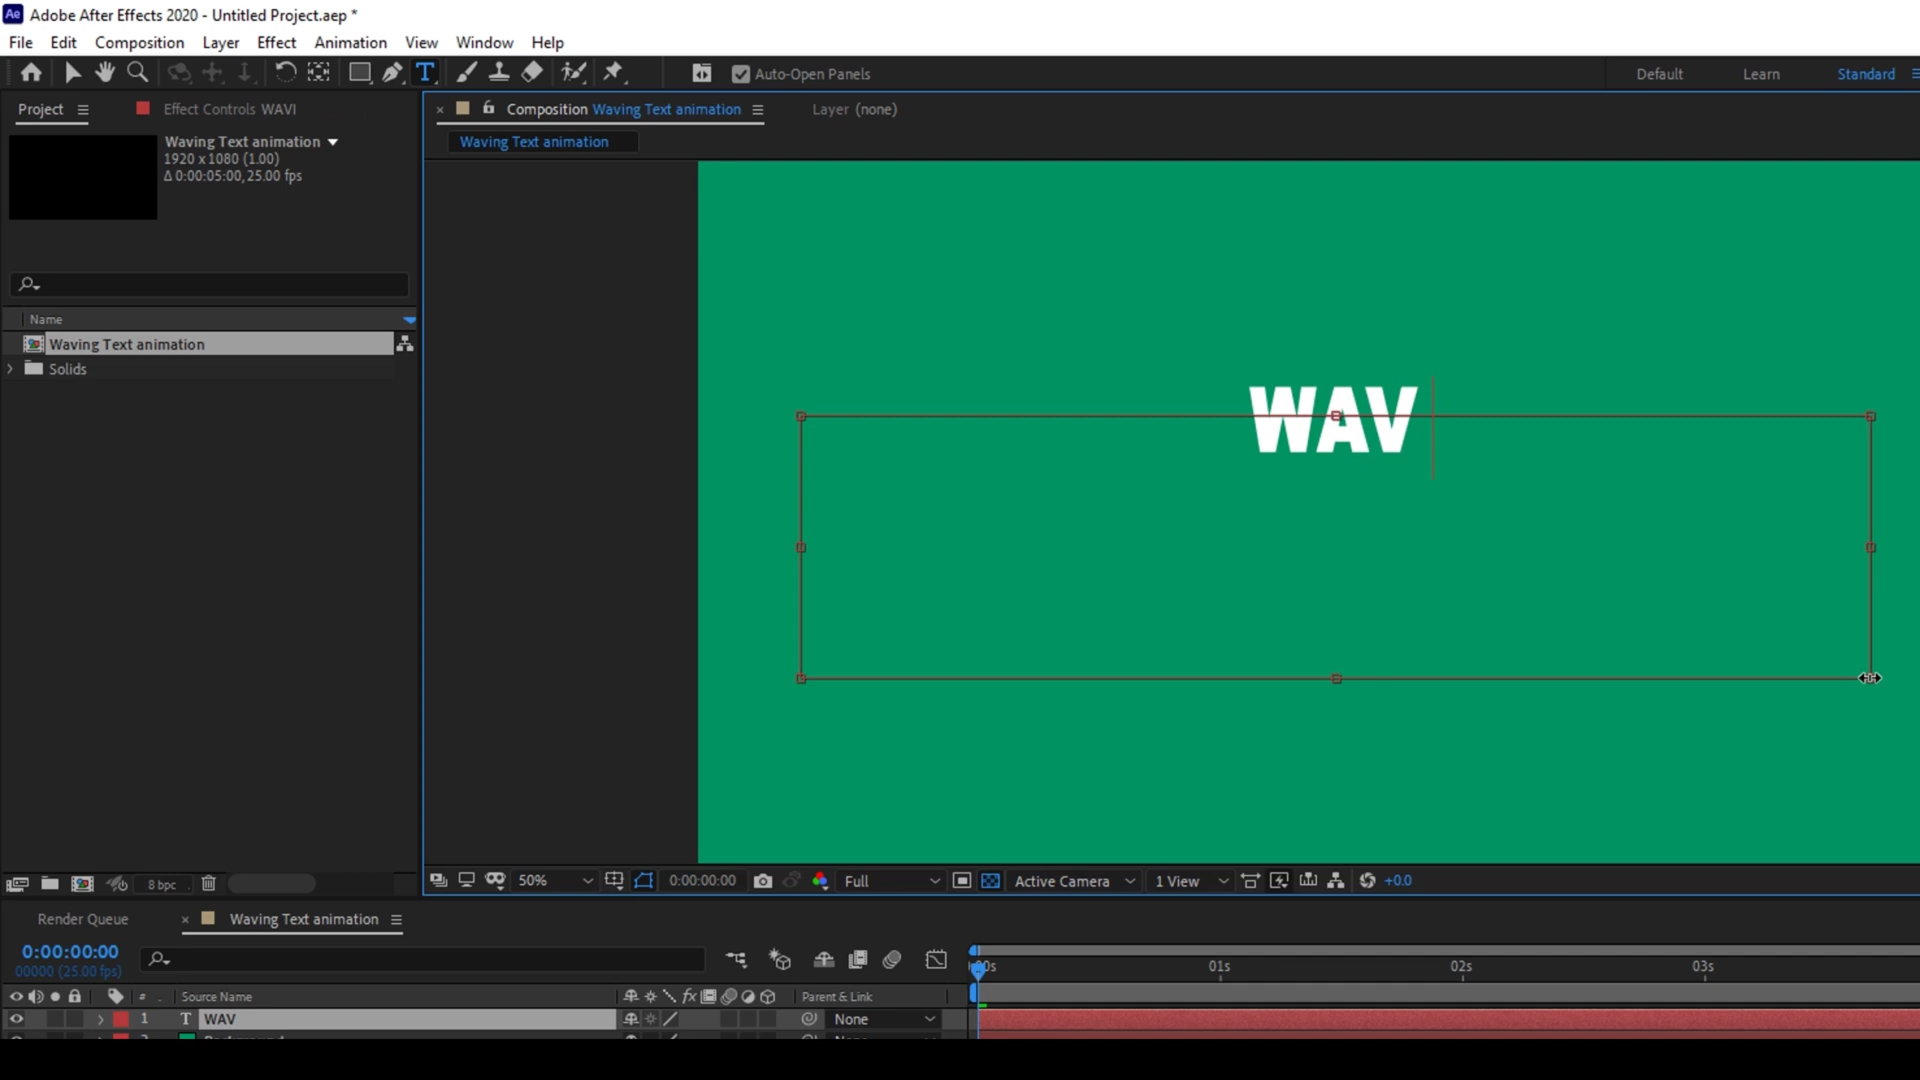 Ae Adobe After Effects 2020 - Untitled Project.aep *
File Edit Composition Layer Effect Animation View Window Help
T Auto-Open Panels Default Learn Standard
Project Effect Controls WAVI × Composition Waving Text animation Layer (none)
Waving Text animation
1920 x 1080 (1.00)
Δ 0:00:05:00, 25.00 fps
Waving Text animation
Name
Waving Text animation
Solids
WAV
8 bpc 50% 0:00:00:00 Full Active Camera 1 View +0.0
Render Queue × Waving Text animation
0:00:00:00
00000 (25.00 fps)
01s 02s 03s
# Source Name fx Parent & Link
1 T WAV None